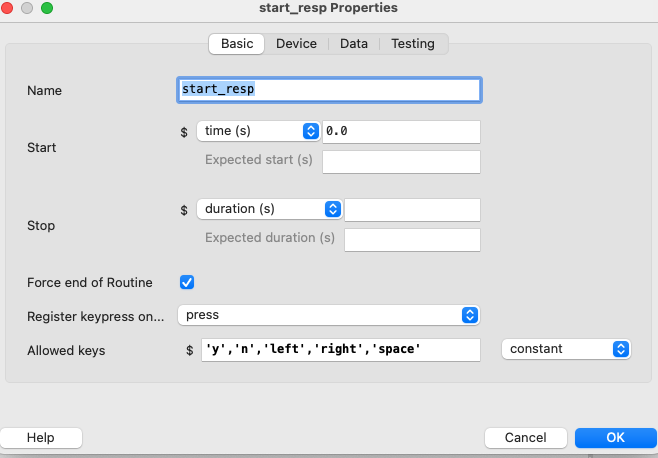 start_resp Properties
Basic Device Data Testing
Name start_resp
Start $ time (s) 0.0
Expected start (s)
Stop $ duration (s)
Expected duration (s)
Force end of Routine
Register keypress on... press
Allowed keys $ 'y','n','left','right','space' constant
Help Cancel OK